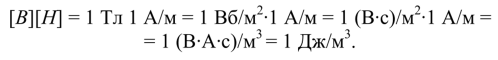 [B][H] = 1 Тл 1 А/м = 1 Вб/м²·1 А/м = 1 (В·с)/м²·1 А/м =
= 1 (В·А·с)/м³ = 1 Дж/м³.